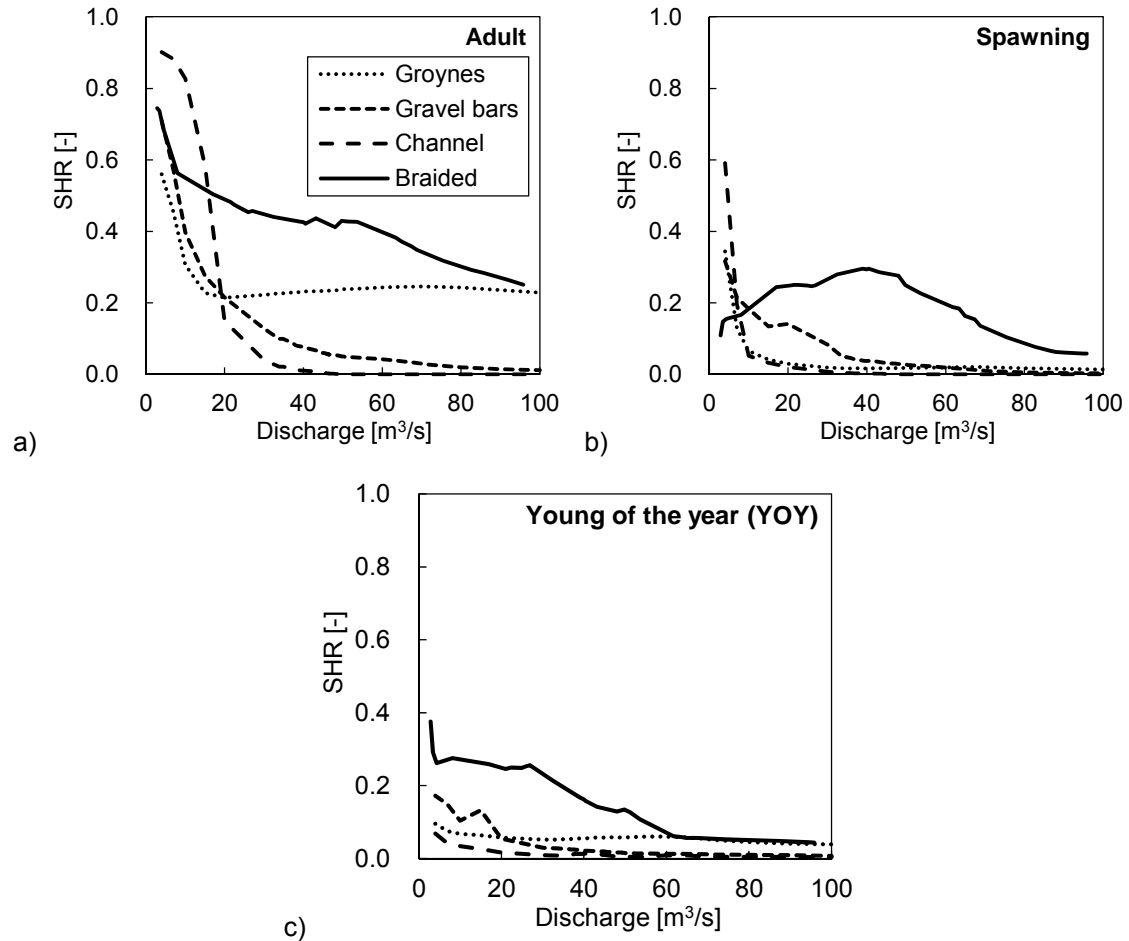 1.0
0.8
0.6
0.4
0.2
0.0
SHR [-]
Adult
Groynes
Gravel bars
Channel
Braided
0 20 40 60 80 100
Discharge [m³/s]
a)
1.0
0.8
0.6
0.4
0.2
0.0
SHR [-]
Spawning
0 20 40 60 80 100
Discharge [m³/s]
b)
1.0
0.8
0.6
0.4
0.2
0.0
SHR [-]
Young of the year (YOY)
0 20 40 60 80 100
Discharge [m³/s]
c)